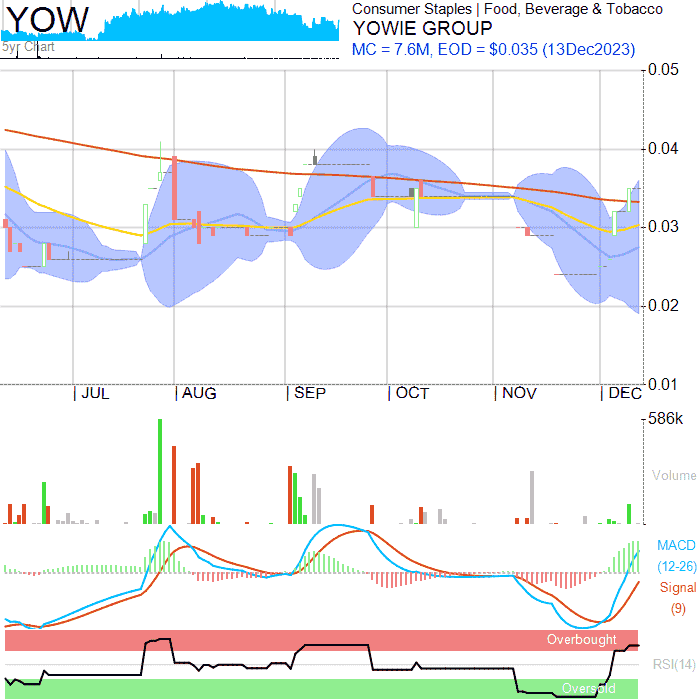 YOW
5yr Chart
Consumer Staples | Food, Beverage & Tobacco
YOWIE GROUP
MC = 7.6M, EOD = $0.035 (13Dec2023)
0.05
0.04
0.03
0.02
0.01
| JUL | AUG | SEP | OCT | NOV | DEC
586k
Volume
MACD
(12-26)
Signal
(9)
Overbought
RSI(14)
Oversold